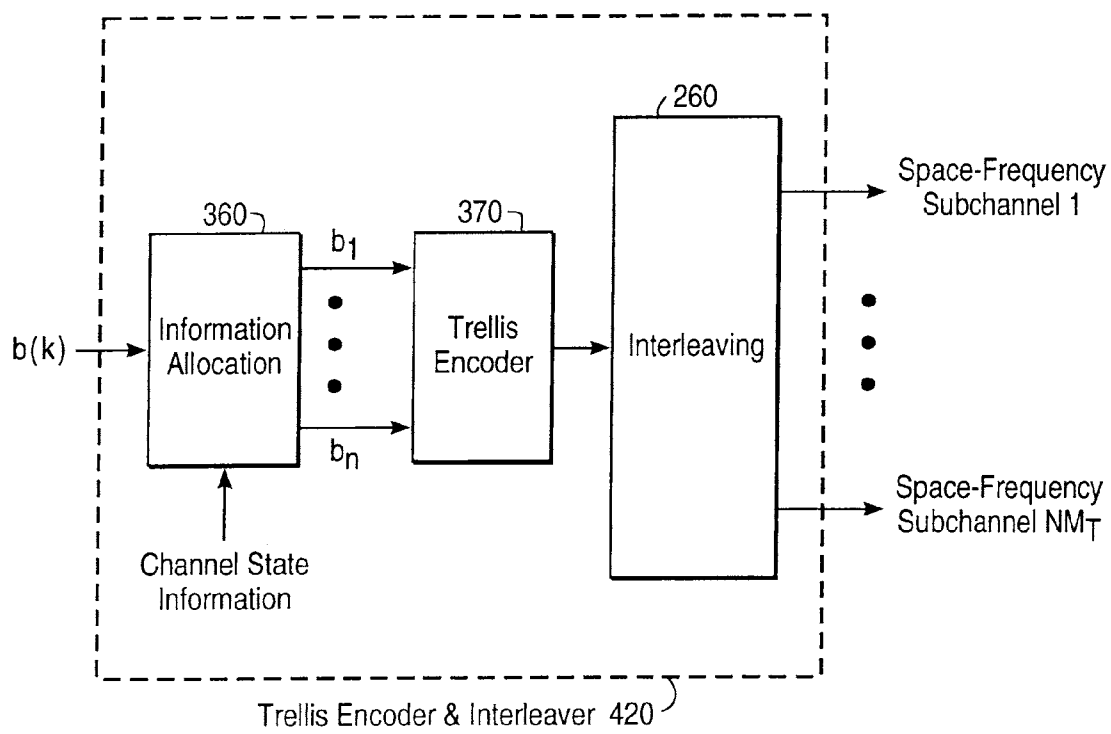 260
Space-Frequency
Subchannel 1
360
370
b1
b(k)
Information
Allocation
Trellis
Encoder
Interleaving
bn
Space-Frequency
Subchannel NMT
Channel State
Information
Trellis Encoder & Interleaver 420